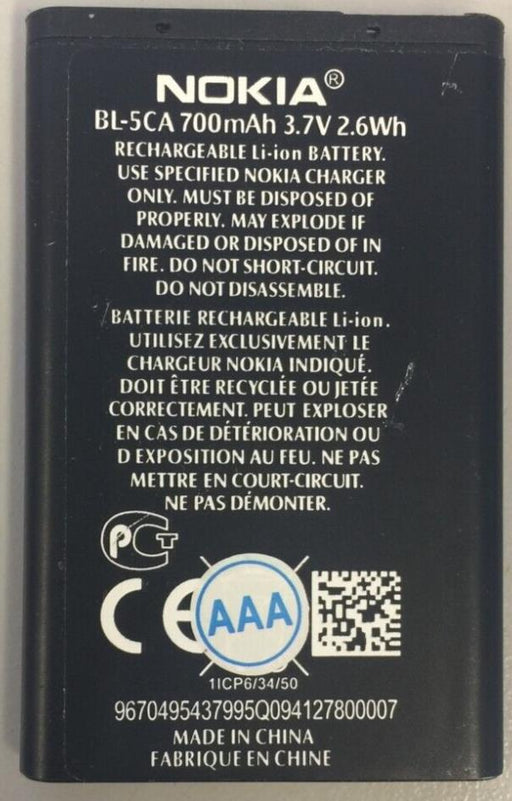 NOKIA®
BL-5CA 700mAh 3.7V 2.6Wh
RECHARGEABLE Li-ion BATTERY.
USE SPECIFIED NOKIA CHARGER
ONLY. MUST BE DISPOSED OF
PROPERLY. MAY EXPLODE IF
DAMAGED OR DISPOSED OF IN
FIRE. DO NOT SHORT-CIRCUIT.
DO NOT DISASSEMBLE.
BATTERIE RECHARGEABLE Li-ion.
UTILISEZ EXCLUSIVEMENT LE
CHARGEUR NOKIA INDIQUÉ.
DOIT ÊTRE RECYCLÉE OU JETÉE
CORRECTEMENT. PEUT EXPLOSER
EN CAS DE DÉTÉRIORATION OU
D EXPOSITION AU FEU. NE PAS
METTRE EN COURT-CIRCUIT.
NE PAS DÉMONTER.
PCT
CE AAA
1ICP6/34/50
9670495437995Q094127800007
MADE IN CHINA
FABRIQUE EN CHINE